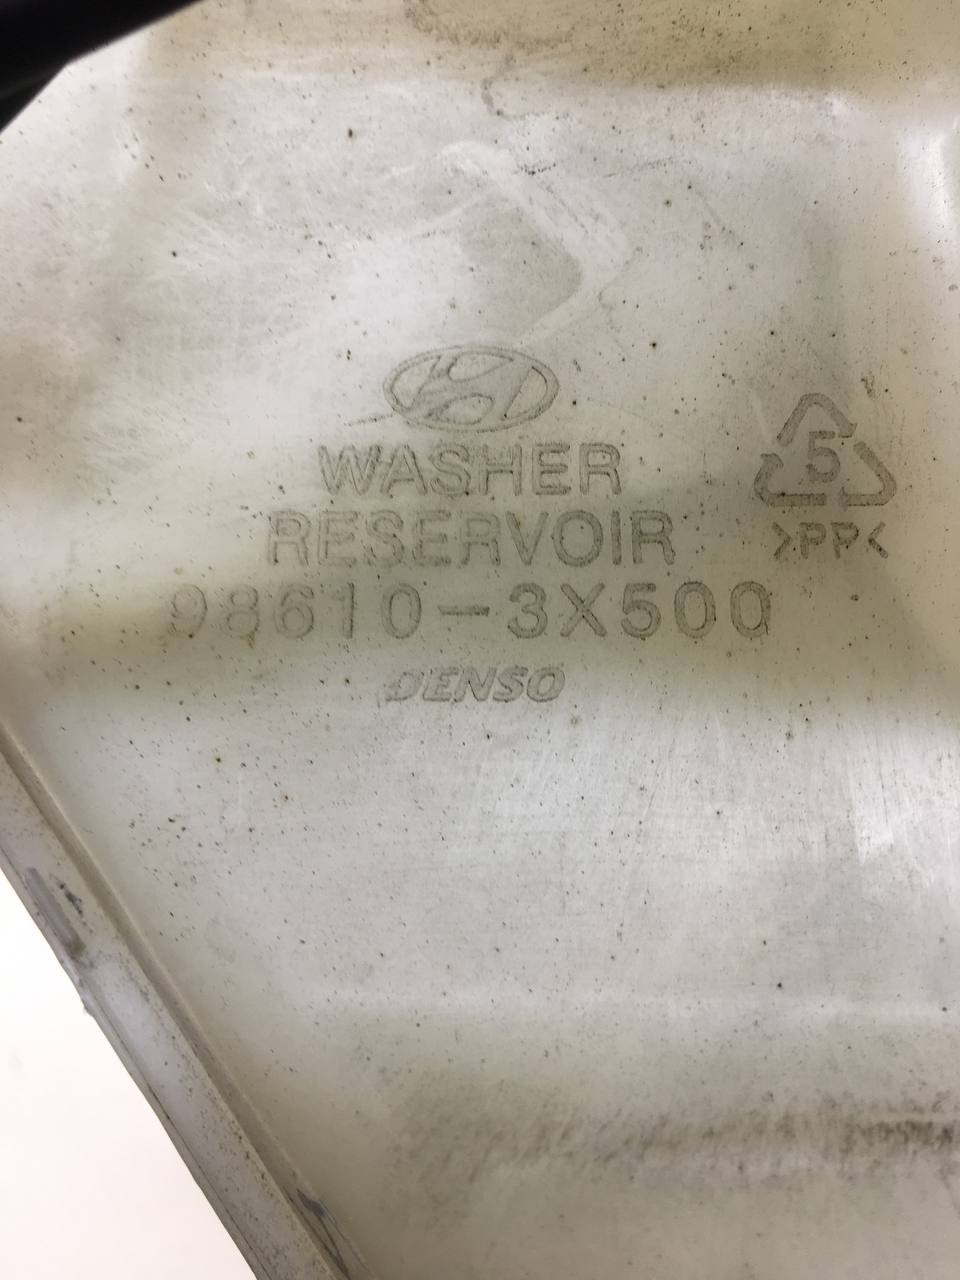 WASHER
RESERVOIR
98610-3X500
DENSO
5
>PP<